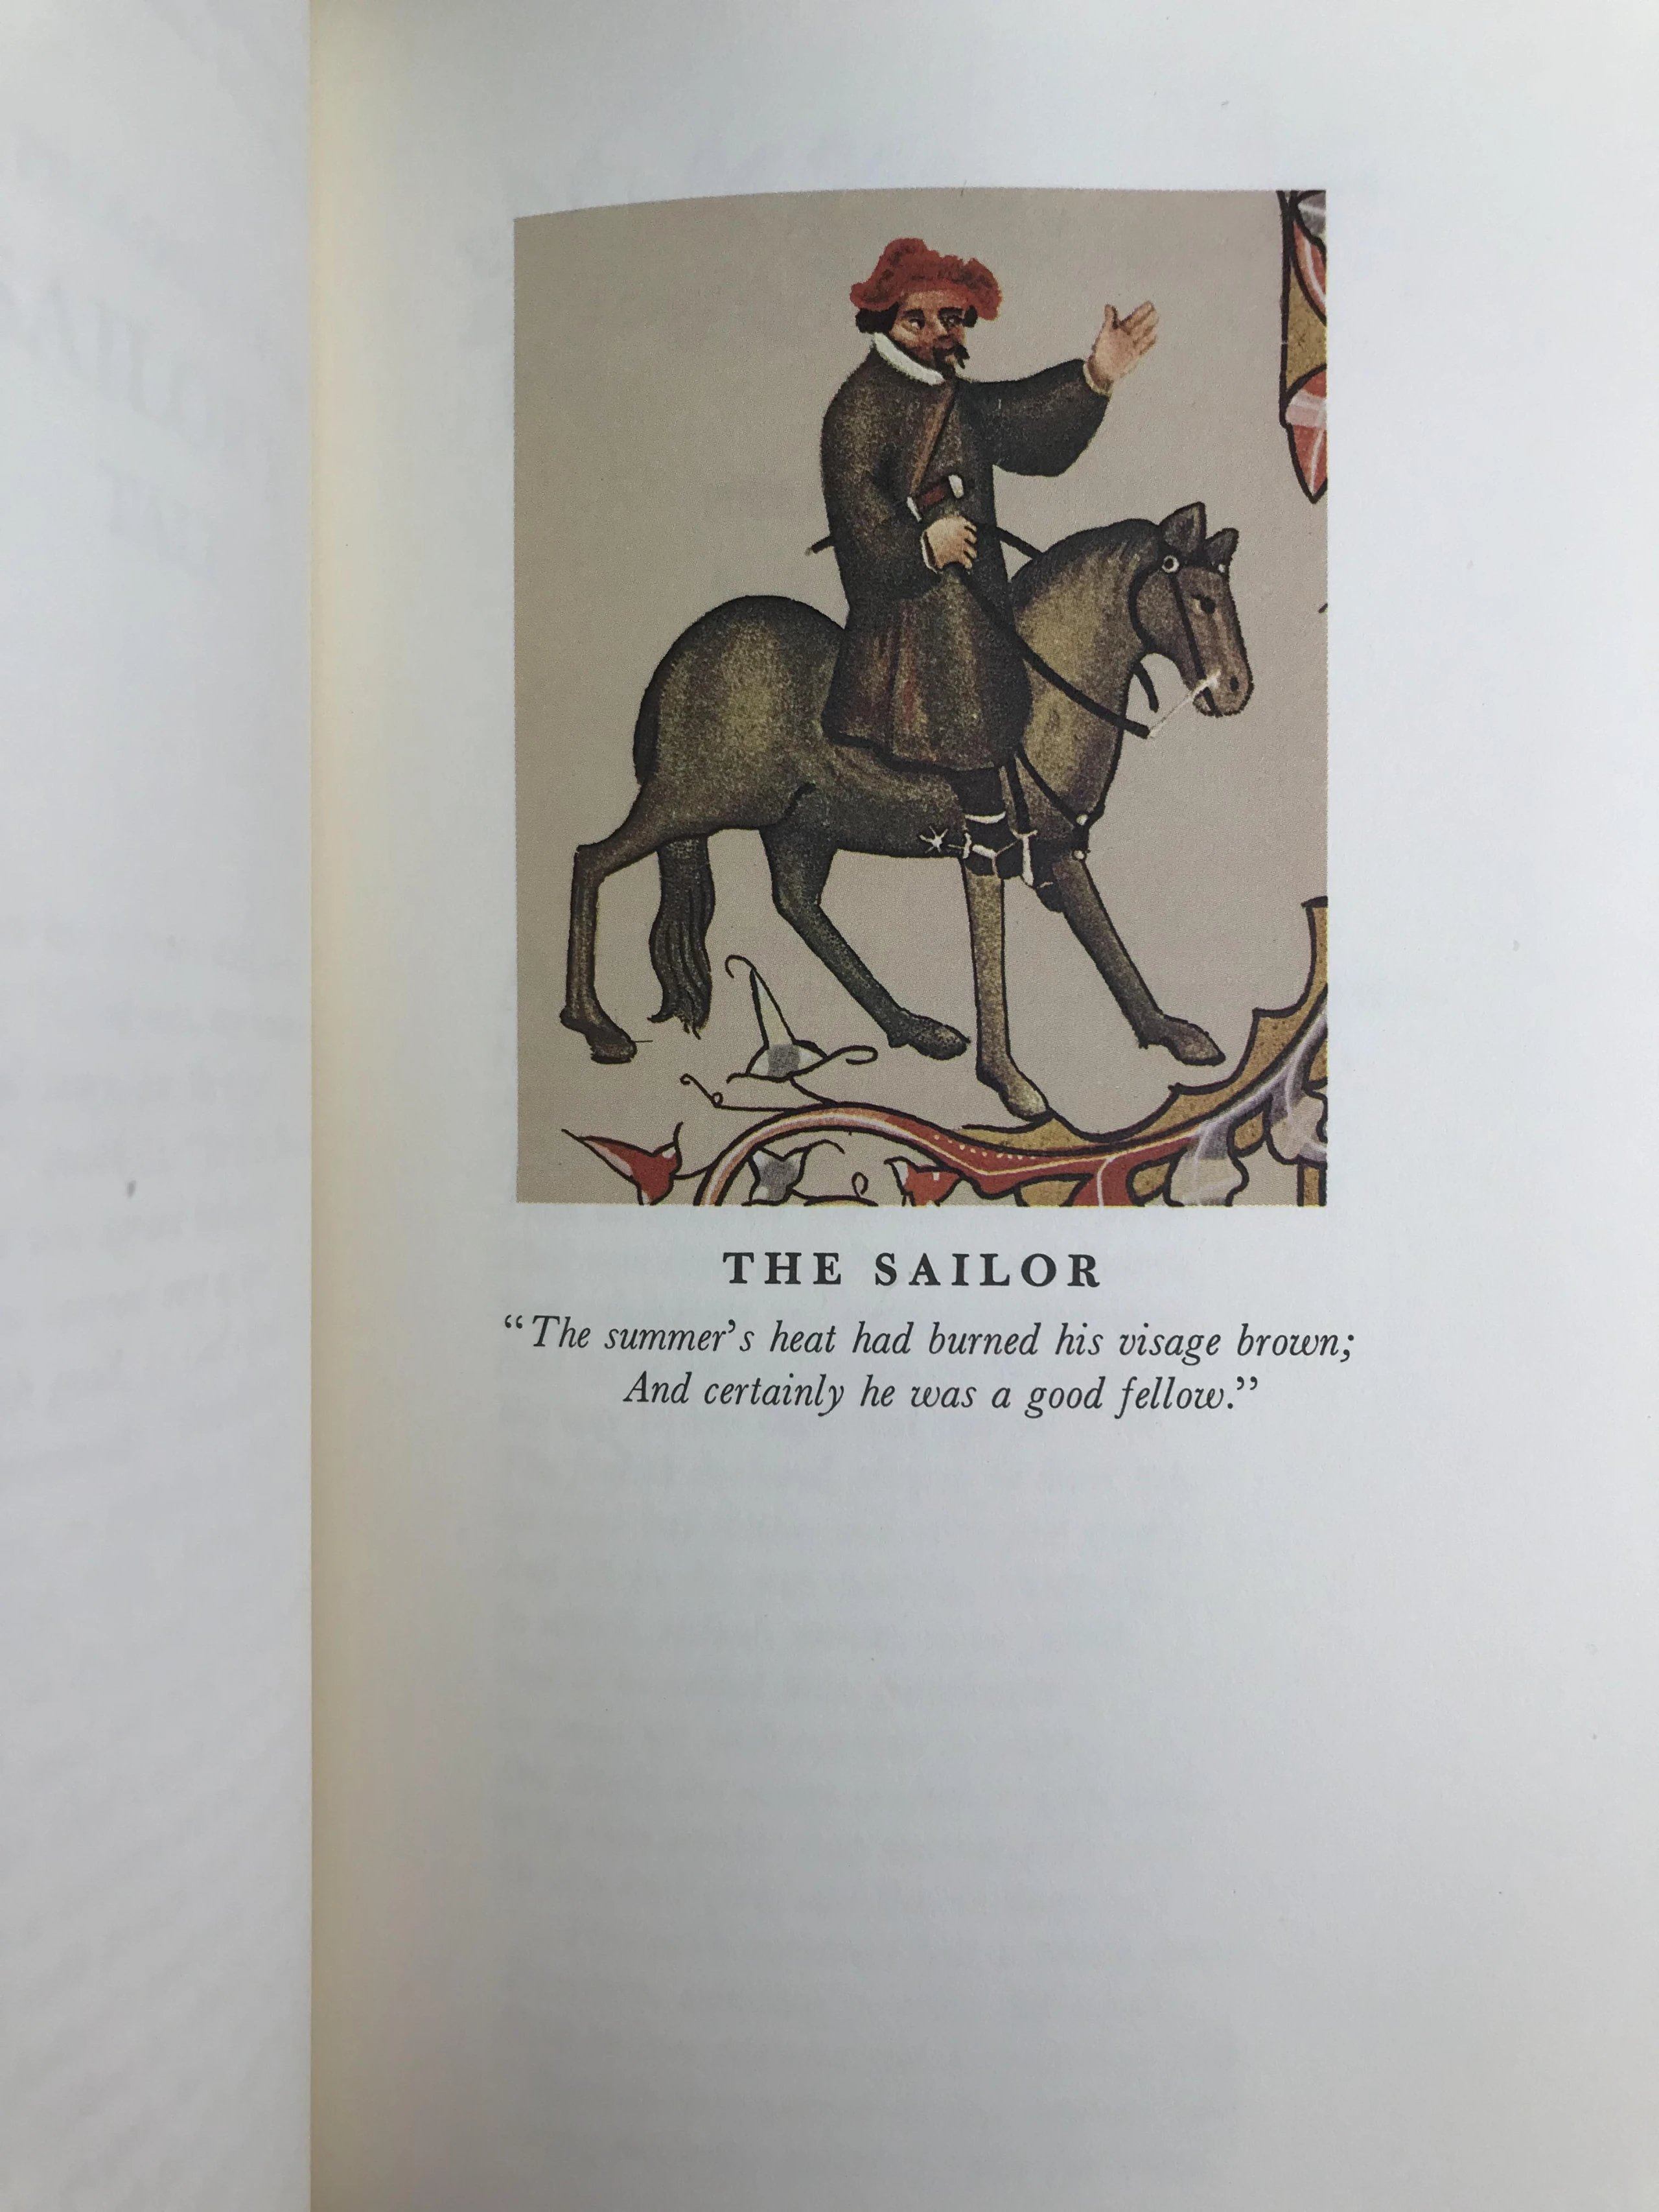 THE SAILOR
“The summer’s heat had burned his visage brown;
And certainly he was a good fellow.”